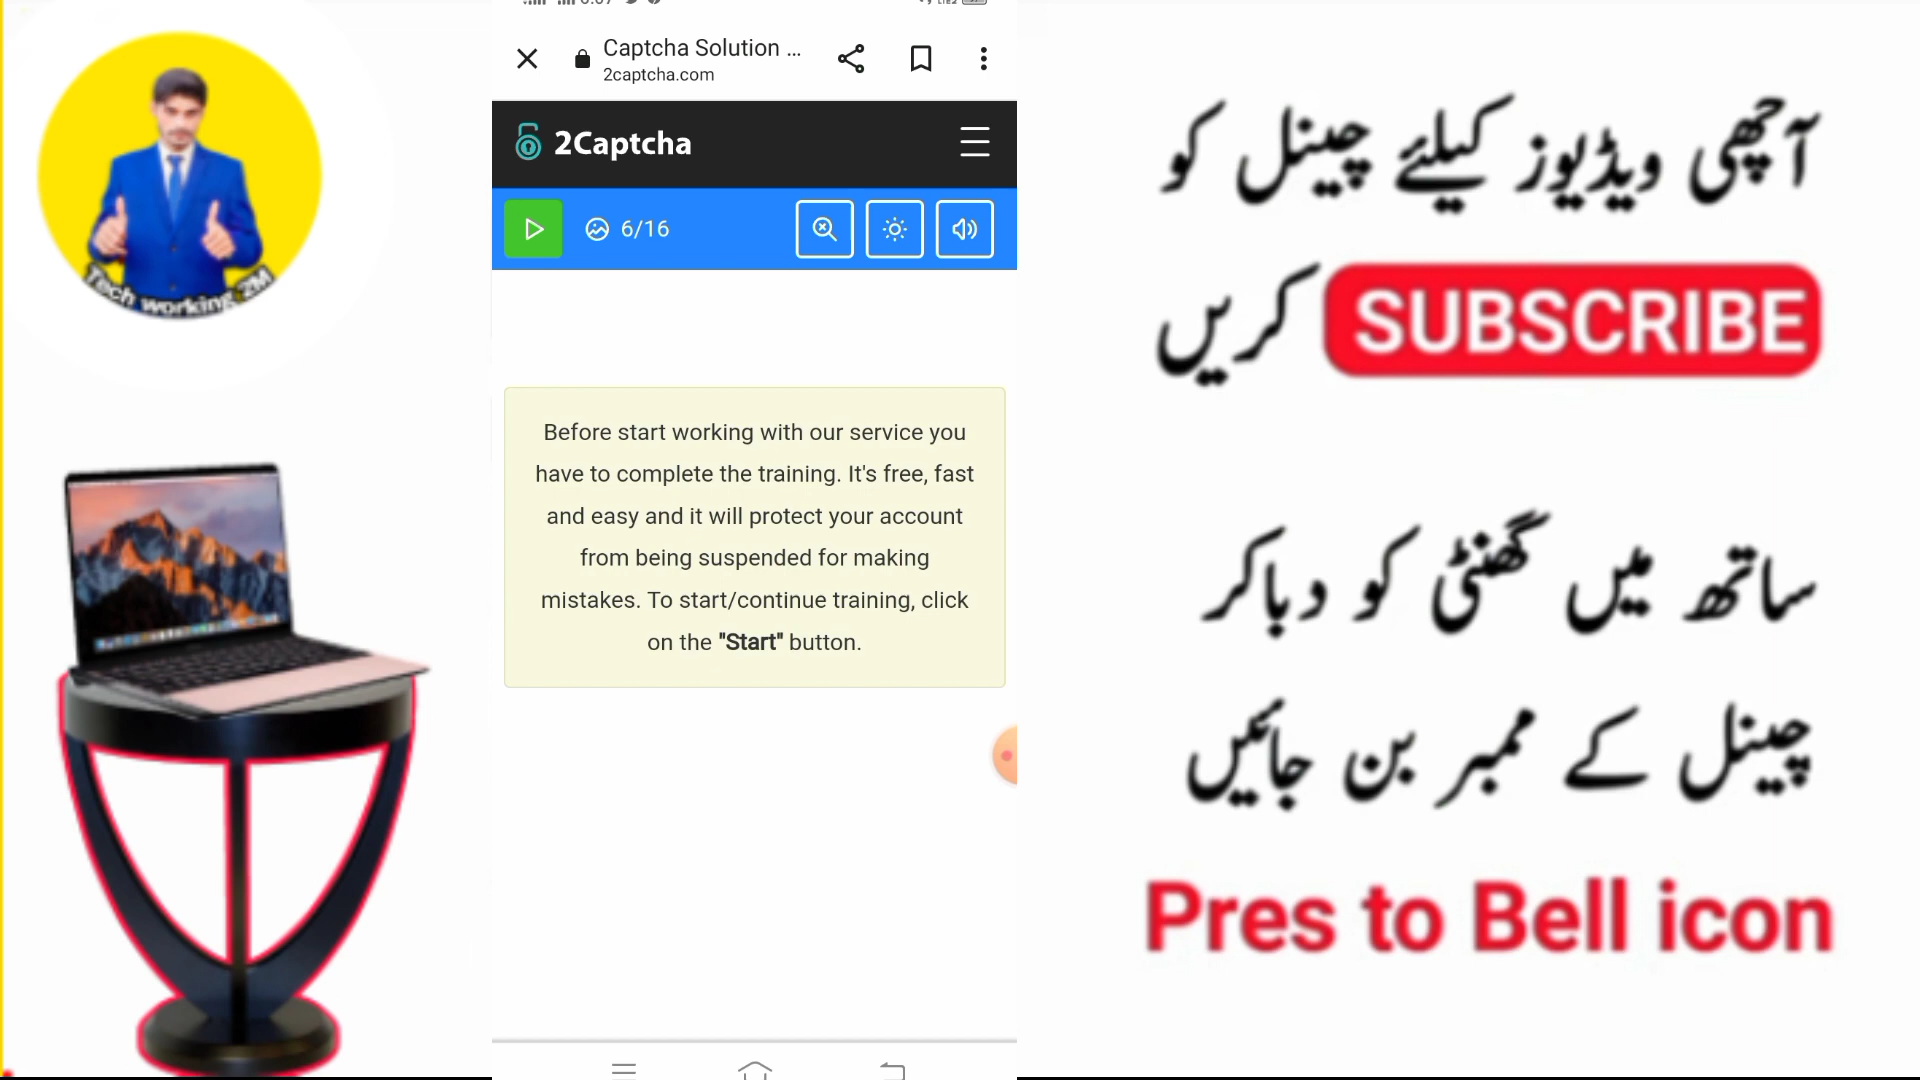 Tech working 2M
Captcha Solution ...
2captcha.com
2Captcha
6/16
Before start working with our service you
have to complete the training. It's free, fast
and easy and it will protect your account
from being suspended for making
mistakes. To start/continue training, click
on the "Start" button.
آچھی ویڈیوز کیلئے چینل کو
SUBSCRIBE کریں
ساتھ میں گھنٹی کو دباکر
چینل کے ممبر بن جائیں
Pres to Bell icon